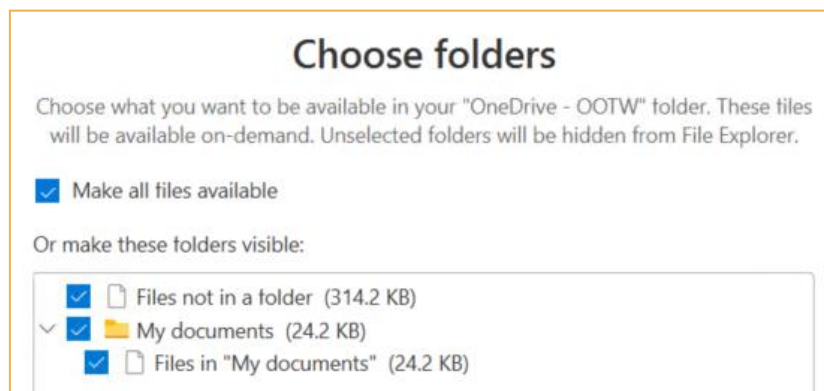 Choose folders
Choose what you want to be available in your "OneDrive - OOTW" folder. These files
will be available on-demand. Unselected folders will be hidden from File Explorer.
Make all files available
Or make these folders visible:
Files not in a folder (314.2 KB)
My documents (24.2 KB)
Files in "My documents" (24.2 KB)